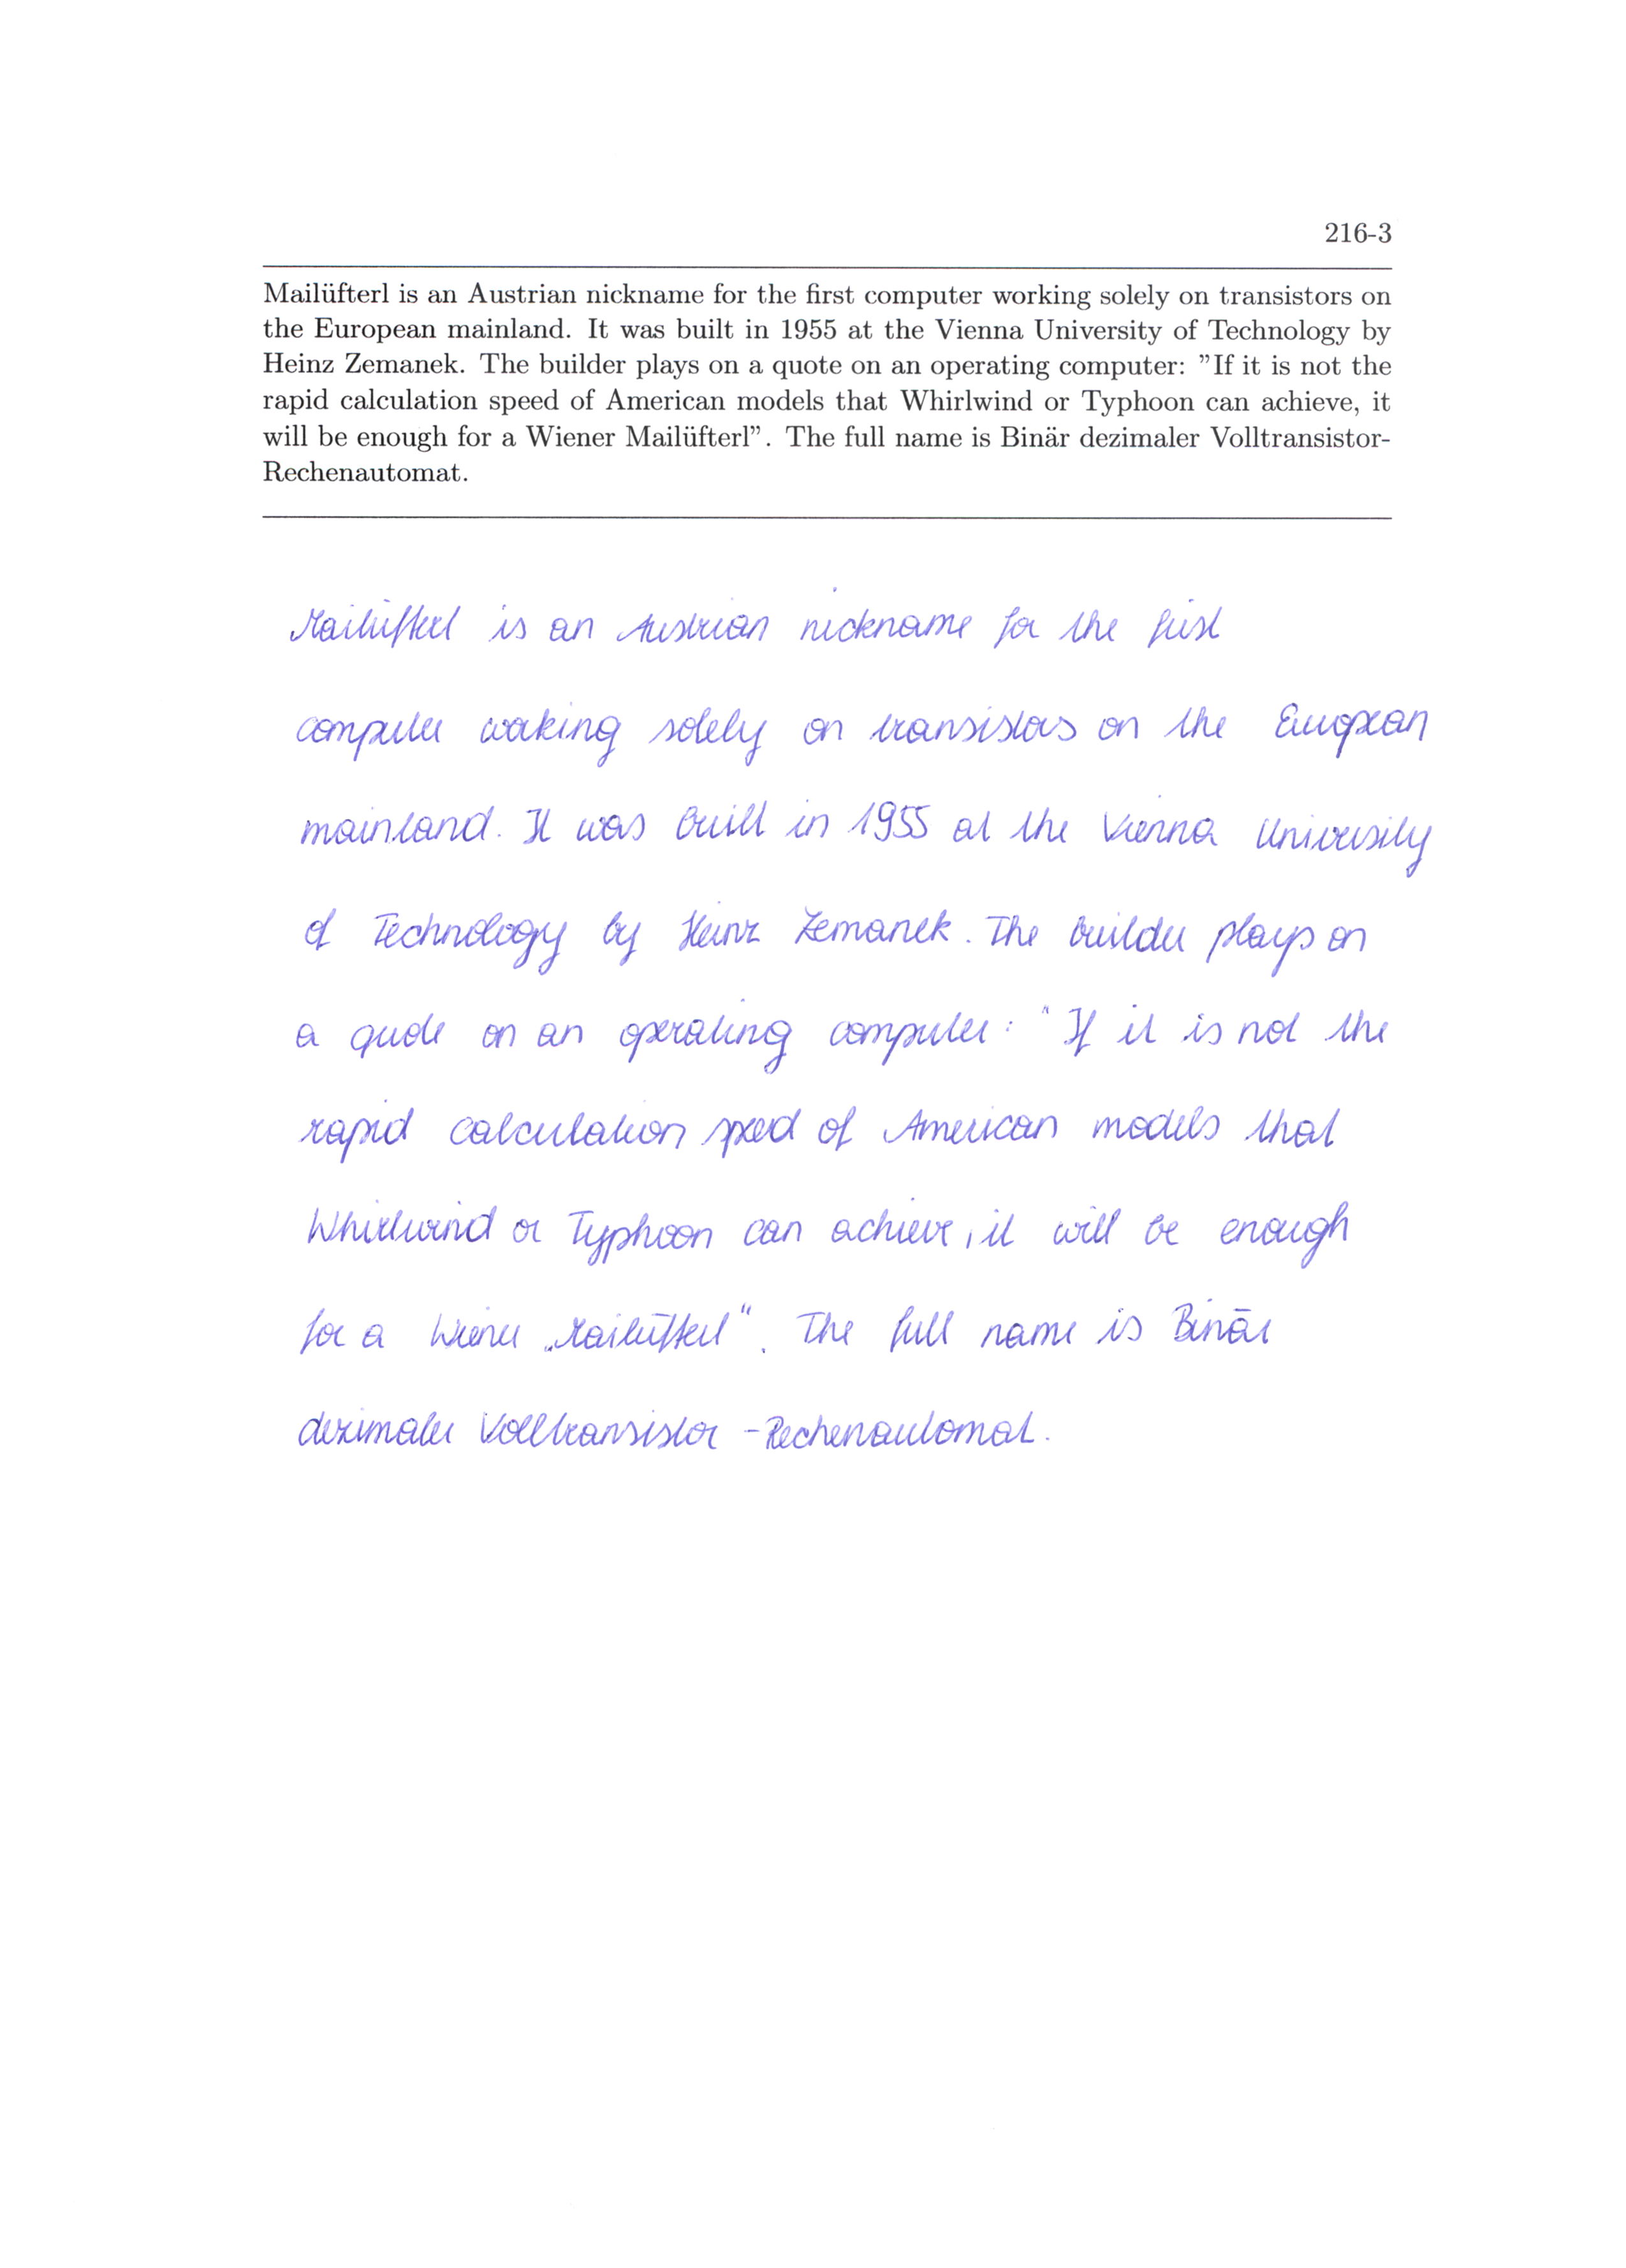 216-3
Mailüfterl is an Austrian nickname for the first computer working solely on transistors on
the European mainland. It was built in 1955 at the Vienna University of Technology by
Heinz Zemanek. The builder plays on a quote on an operating computer: ”If it is not the
rapid calculation speed of American models that Whirlwind or Typhoon can achieve, it
will be enough for a Wiener Mailüfterl”. The full name is Binär dezimaler Volltransistor-
Rechenautomat.
Mailüfterl is an Austrian nickname for the first
computer working solely on transistors on the European
mainland. It was built in 1955 at the Vienna University
of Technology by Heinz Zemanek. The builder plays on
a quote on an operating computer: "If it is not the
rapid calculation speed of American models that
Whirlwind or Typhoon can achieve, it will be enough
for a Wiener „Mailüfterl“. The full name is Binär
dezimaler Volltransistor -Rechenautomat.